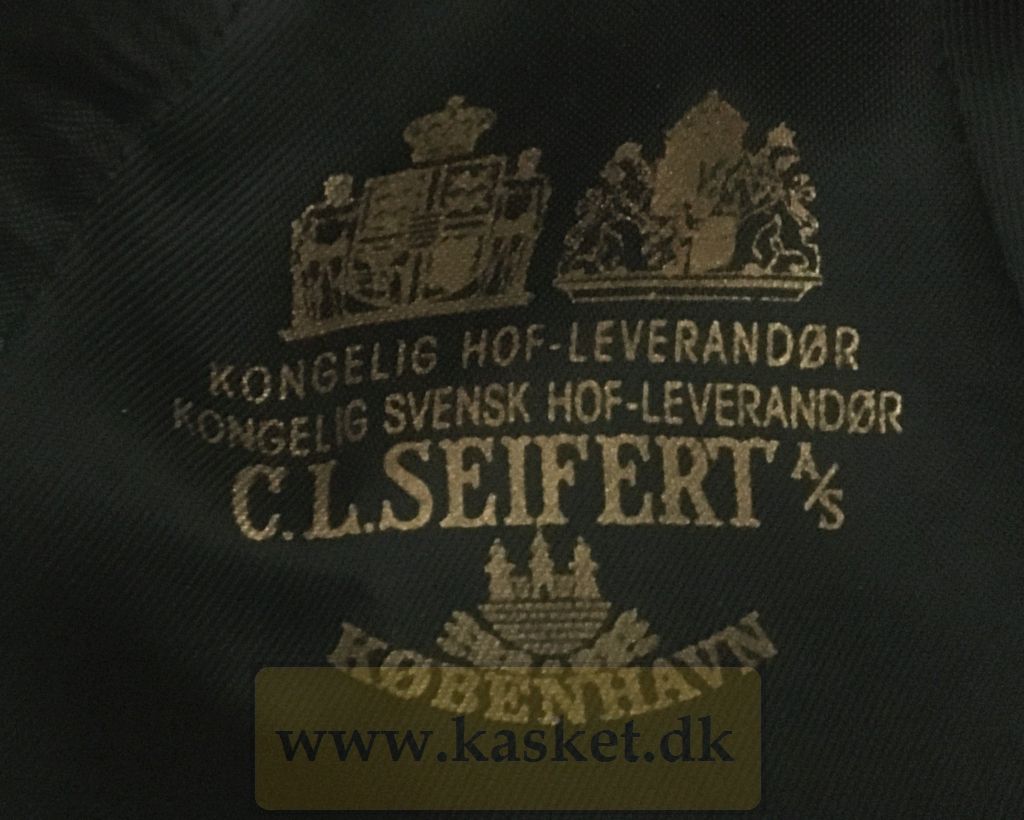 KONGELIG HOF-LEVERANDØR
KONGELIG SVENSK HOF-LEVERANDØR
C.L.SEIFERT A/S
KØBENHAVN
www.kasket.dk